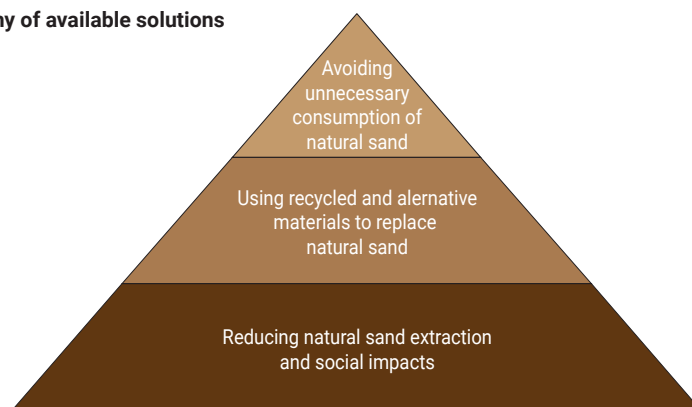 ny of available solutions
Avoiding
unnecessary
consumption of
natural sand
Using recycled and alernative
materials to replace
natural sand
Reducing natural sand extraction
and social impacts